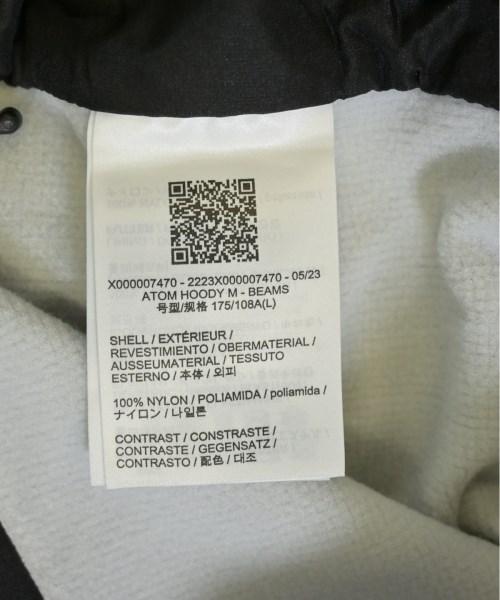 X000007470 - 2223X000007470 - 05/23
ATOM HOODY M - BEAMS
号型/规格 175/108A(L)
SHELL / EXTÉRIEUR /
REVESTIMIENTO / OBERMATERIAL /
AUSSEUMATERIAL / TESSUTO
ESTERNO / 本体 / 외피
100% NYLON / POLIAMIDA / poliamida /
ナイロン / 나일론
CONTRAST / CONSTRASTE /
CONTRASTE / GEGENSATZ /
CONTRASTO / 配色 / 대조